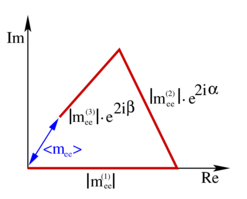 Im
|m_ee^(3)|·e^2iβ
|m_ee^(2)|·e^2iα
<m_ee>
|m_ee^(1)|
Re